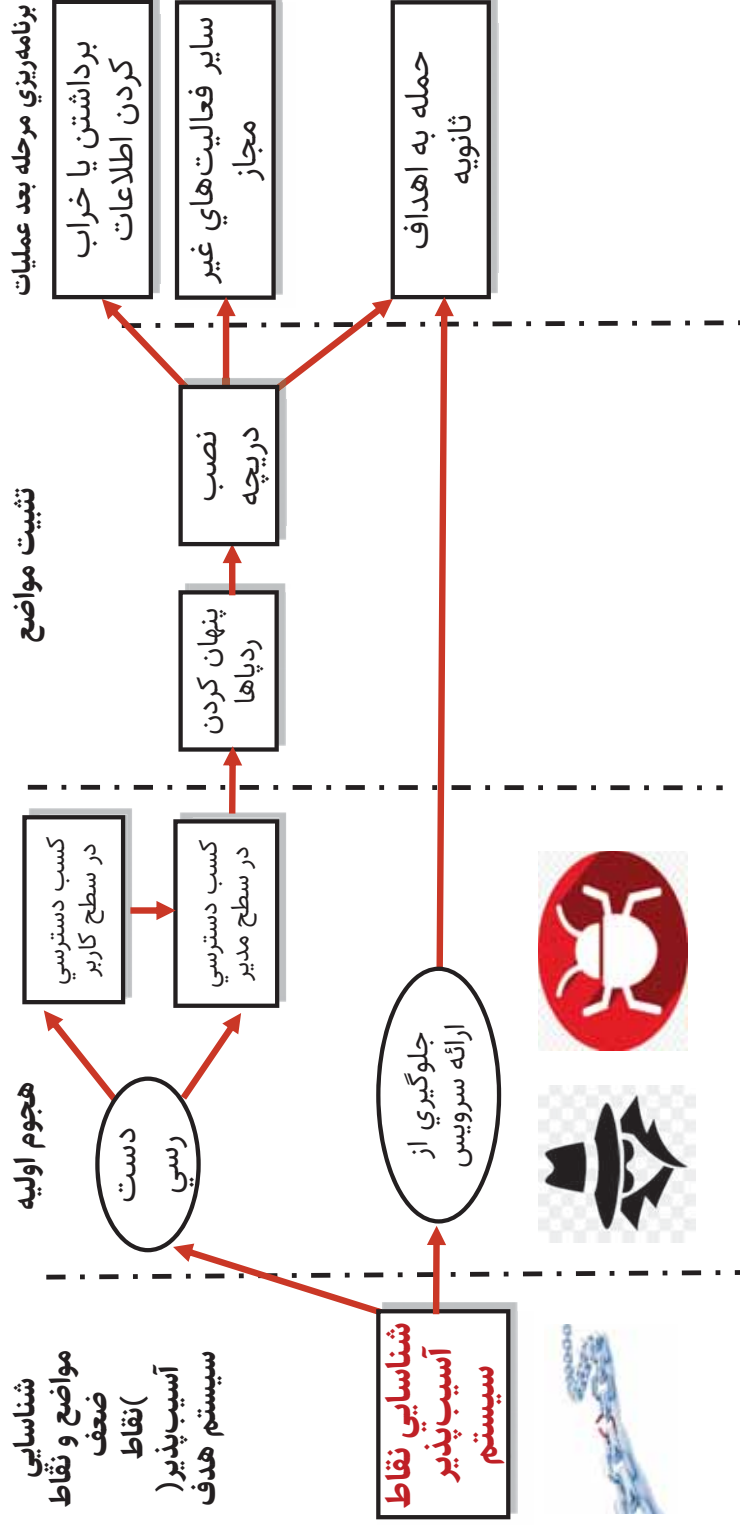 شناسايي
مواضع و نقاط
ضعف
)نقاط
آسيب‌پذير(
سيستم هدف
هجوم اوليه
تثبيت مواضع
برنامه‌ريزي مرحله بعد عمليات
شناسايي نقاط
آسيب‌پذير
سيستم
دست
رسي
جلوگيري از
ارائه سرويس
كسب دسترسي
در سطح كاربر
كسب دسترسي
در سطح مدير
پنهان كردن
ردپاها
نصب
دريچه
برداشتن يا خراب
كردن اطلاعات
ساير فعاليت‌هاي غير
مجاز
حمله به اهداف
ثانويه